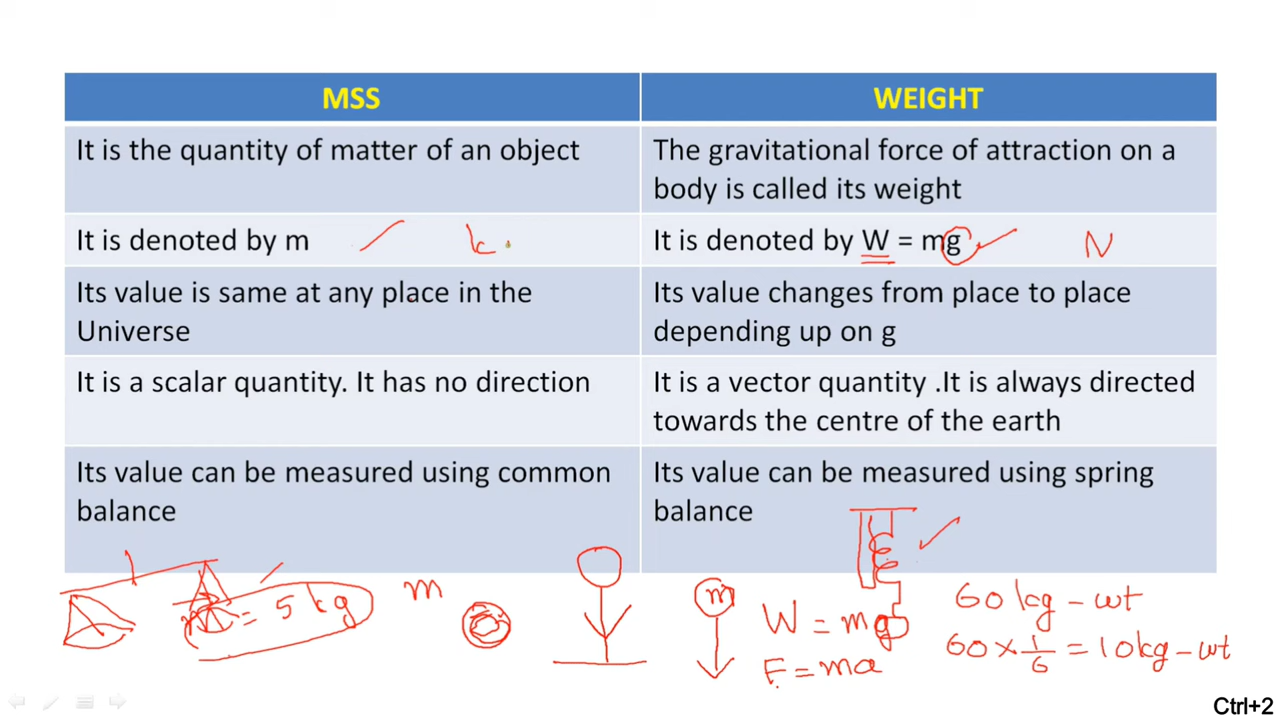 MSS
WEIGHT
It is the quantity of matter of an object
The gravitational force of attraction on a
body is called its weight
It is denoted by m
k
It is denoted by W = mg
N
Its value is same at any place in the
Universe
Its value changes from place to place
depending up on g
It is a scalar quantity. It has no direction
It is a vector quantity .It is always directed
towards the centre of the earth
Its value can be measured using common
balance
Its value can be measured using spring
balance
m = 5 kg
m
m
W = mg
F = ma
60 kg - wt
60 × 1/6 = 10 kg - wt
Ctrl+2